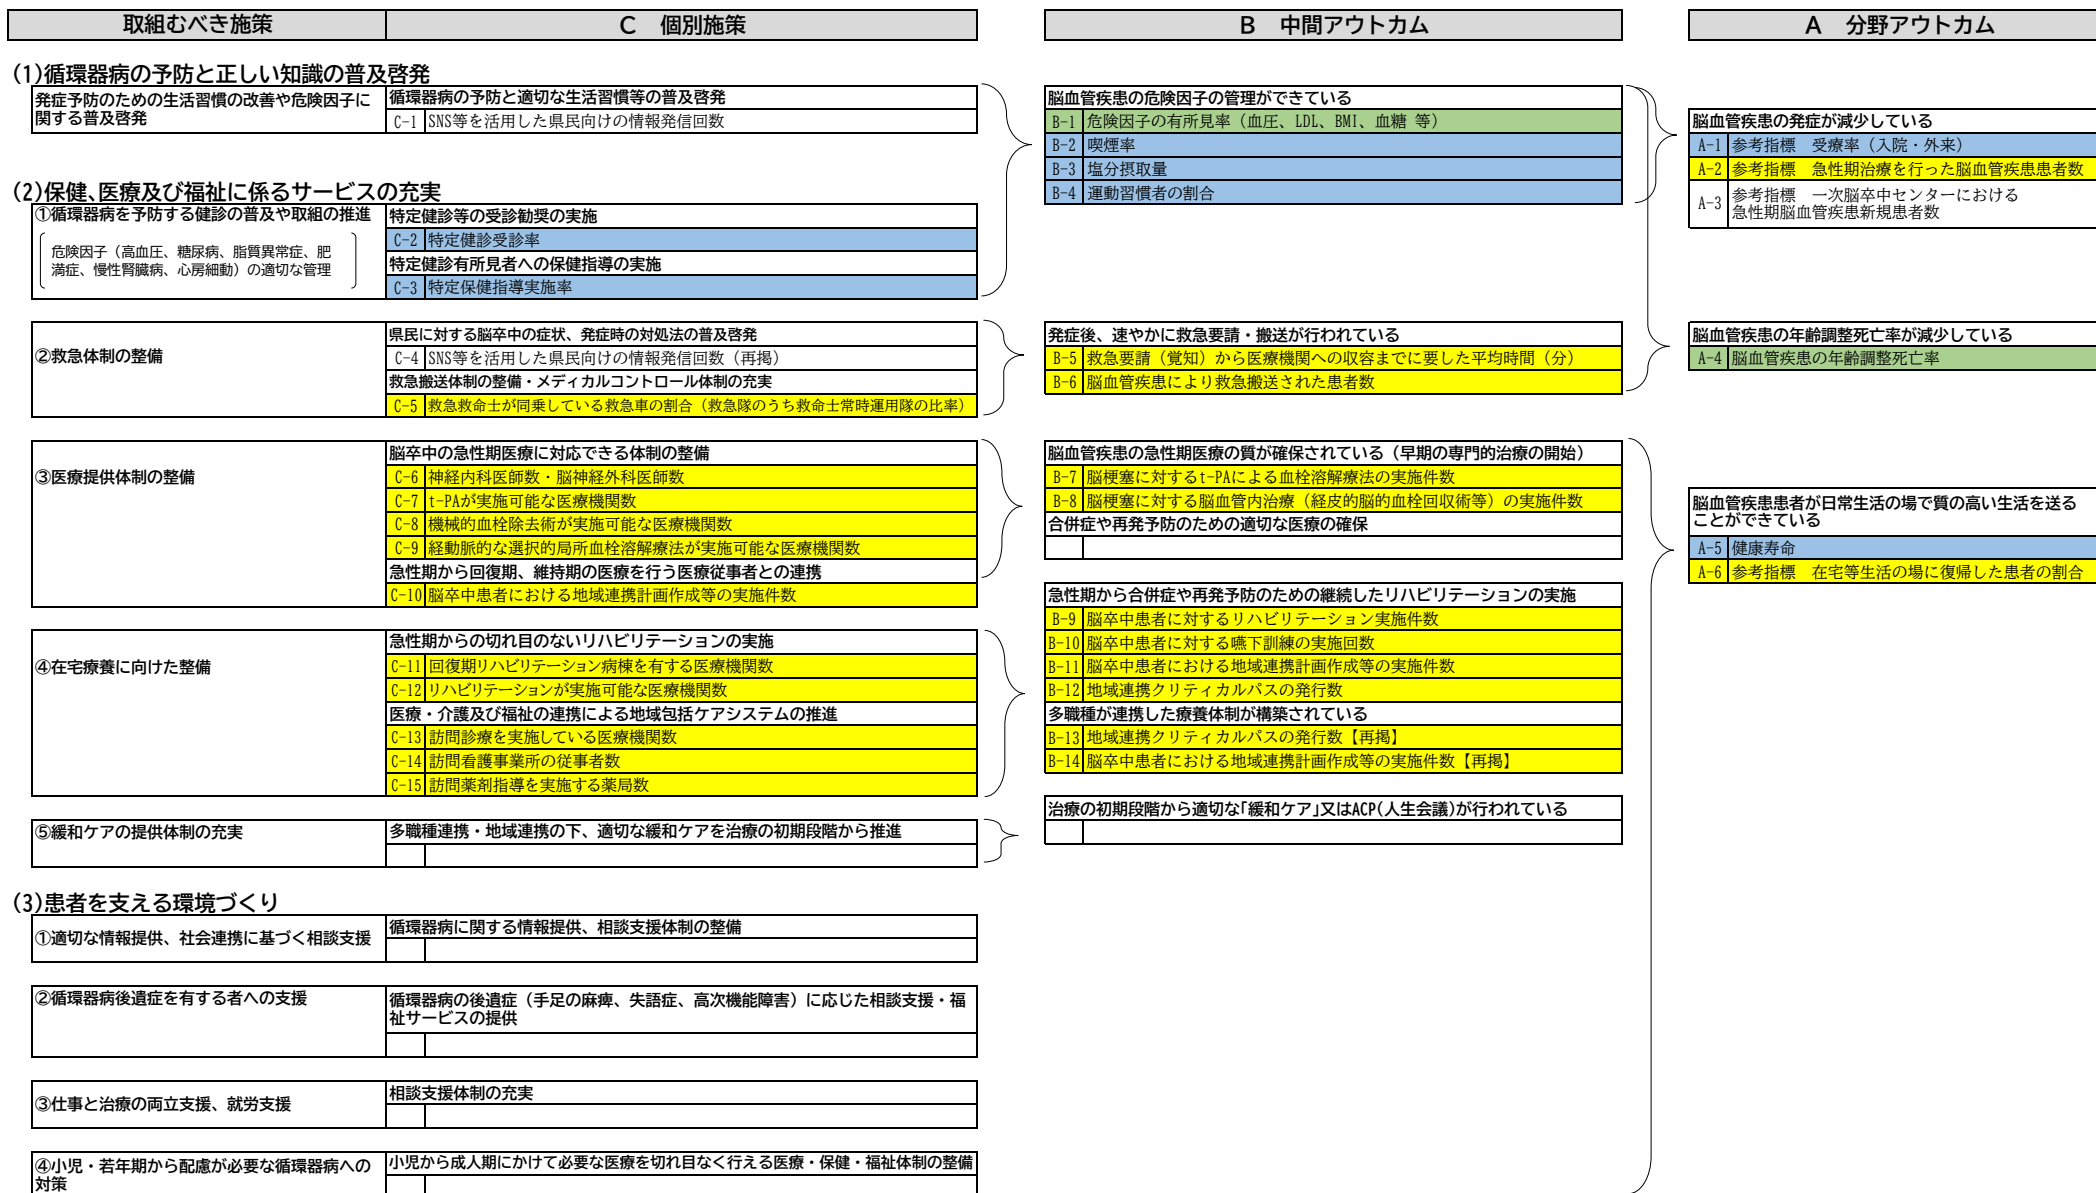 取組むべき施策
C　個別施策
B　中間アウトカム
A　分野アウトカム
(1)循環器病の予防と正しい知識の普及啓発
発症予防のための生活習慣の改善や危険因子に
関する普及啓発
循環器病の予防と適切な生活習慣等の普及啓発
C-1 SNS等を活用した県民向けの情報発信回数
(2)保健、医療及び福祉に係るサービスの充実
①循環器病を予防する健診の普及や取組の推進
危険因子（高血圧、糖尿病、脂質異常症、肥
満症、慢性腎臓病、心房細動）の適切な管理
特定健診等の受診勧奨の実施
C-2 特定健診受診率
特定健診有所見者への保健指導の実施
C-3 特定保健指導実施率
②救急体制の整備
県民に対する脳卒中の症状、発症時の対処法の普及啓発
C-4 SNS等を活用した県民向けの情報発信回数（再掲）
救急搬送体制の整備・メディカルコントロール体制の充実
C-5 救急救命士が同乗している救急車の割合（救急隊のうち救命士常時運用隊の比率）
③医療提供体制の整備
脳卒中の急性期医療に対応できる体制の整備
C-6 神経内科医師数・脳神経外科医師数
C-7 t-PAが実施可能な医療機関数
C-8 機械的血栓除去術が実施可能な医療機関数
C-9 経動脈的な選択的局所血栓溶解療法が実施可能な医療機関数
急性期から回復期、維持期の医療を行う医療従事者との連携
C-10 脳卒中患者における地域連携計画作成等の実施件数
④在宅療養に向けた整備
急性期からの切れ目のないリハビリテーションの実施
C-11 回復期リハビリテーション病棟を有する医療機関数
C-12 リハビリテーションが実施可能な医療機関数
医療・介護及び福祉の連携による地域包括ケアシステムの推進
C-13 訪問診療を実施している医療機関数
C-14 訪問看護事業所の従事者数
C-15 訪問薬剤指導を実施する薬局数
⑤緩和ケアの提供体制の充実
多職種連携・地域連携の下、適切な緩和ケアを治療の初期段階から推進
(3)患者を支える環境づくり
①適切な情報提供、社会連携に基づく相談支援
循環器病に関する情報提供、相談支援体制の整備
②循環器病後遺症を有する者への支援
循環器病の後遺症（手足の麻痺、失語症、高次機能障害）に応じた相談支援・福
祉サービスの提供
③仕事と治療の両立支援、就労支援
相談支援体制の充実
④小児・若年期から配慮が必要な循環器病への
対策
小児から成人期にかけて必要な医療を切れ目なく行える医療・保健・福祉体制の整備
脳血管疾患の危険因子の管理ができている
B-1 危険因子の有所見率（血圧、LDL、BMI、血糖 等）
B-2 喫煙率
B-3 塩分摂取量
B-4 運動習慣者の割合
発症後、速やかに救急要請・搬送が行われている
B-5 救急要請（覚知）から医療機関への収容までに要した平均時間（分）
B-6 脳血管疾患により救急搬送された患者数
脳血管疾患の急性期医療の質が確保されている（早期の専門的治療の開始）
B-7 脳梗塞に対するt-PAによる血栓溶解療法の実施件数
B-8 脳梗塞に対する脳血管内治療（経皮的脳的血栓回収術等）の実施件数
合併症や再発予防のための適切な医療の確保
急性期から合併症や再発予防のための継続したリハビリテーションの実施
B-9 脳卒中患者に対するリハビリテーション実施件数
B-10 脳卒中患者に対する嚥下訓練の実施回数
B-11 脳卒中患者における地域連携計画作成等の実施件数
B-12 地域連携クリティカルパスの発行数
多職種が連携した療養体制が構築されている
B-13 地域連携クリティカルパスの発行数【再掲】
B-14 脳卒中患者における地域連携計画作成等の実施件数【再掲】
治療の初期段階から適切な「緩和ケア」又はACP(人生会議)が行われている
脳血管疾患の発症が減少している
A-1 参考指標　受療率（入院・外来）
A-2 参考指標　急性期治療を行った脳血管疾患患者数
A-3 参考指標　一次脳卒中センターにおける
急性期脳血管疾患新規患者数
脳血管疾患の年齢調整死亡率が減少している
A-4 脳血管疾患の年齢調整死亡率
脳血管疾患患者が日常生活の場で質の高い生活を送る
ことができている
A-5 健康寿命
A-6 参考指標　在宅等生活の場に復帰した患者の割合